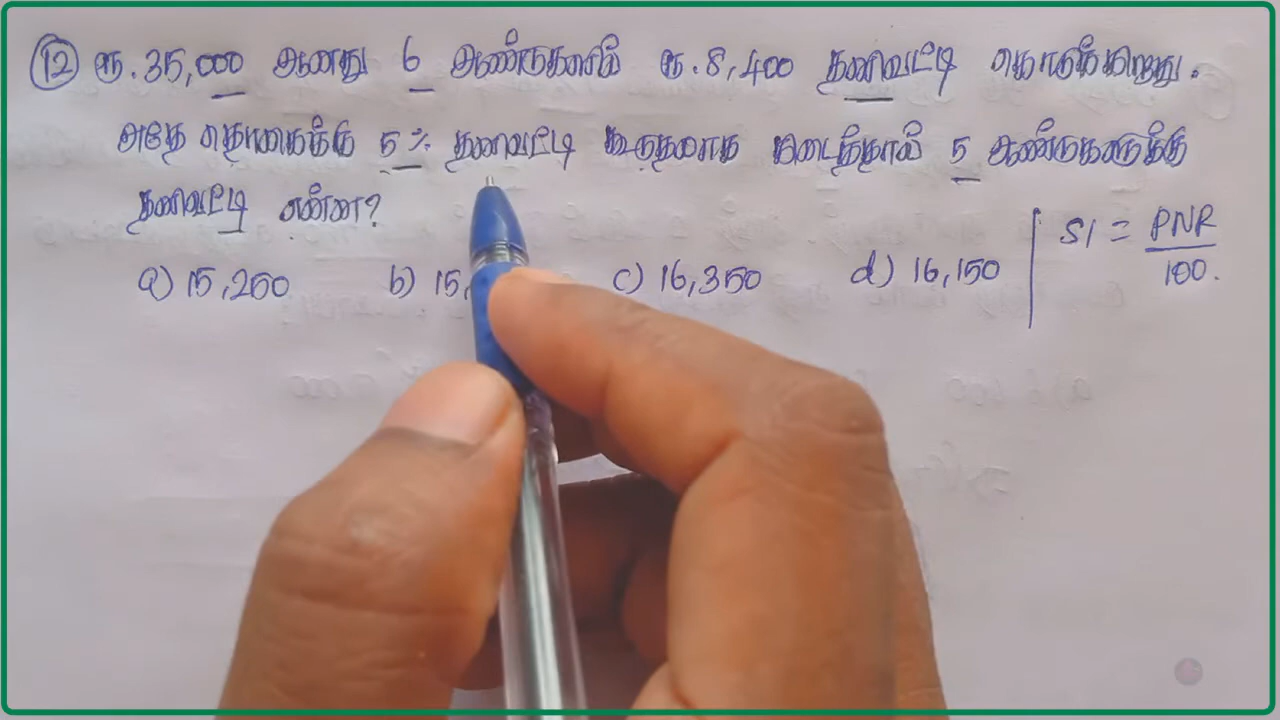 12 ரூ.35,000 ஆனது 6 ஆண்டுகளில் ரூ.8,400 தனிவட்டி கொடுக்கிறது.
அதே தொகைக்கு 5% தனிவட்டி கூடுதலாக கிடைத்தால் 5 ஆண்டுகளுக்கு
தனிவட்டி என்ன?
a) 15,250 b) 15, c) 16,350 d) 16,150
SI = PNR
100.